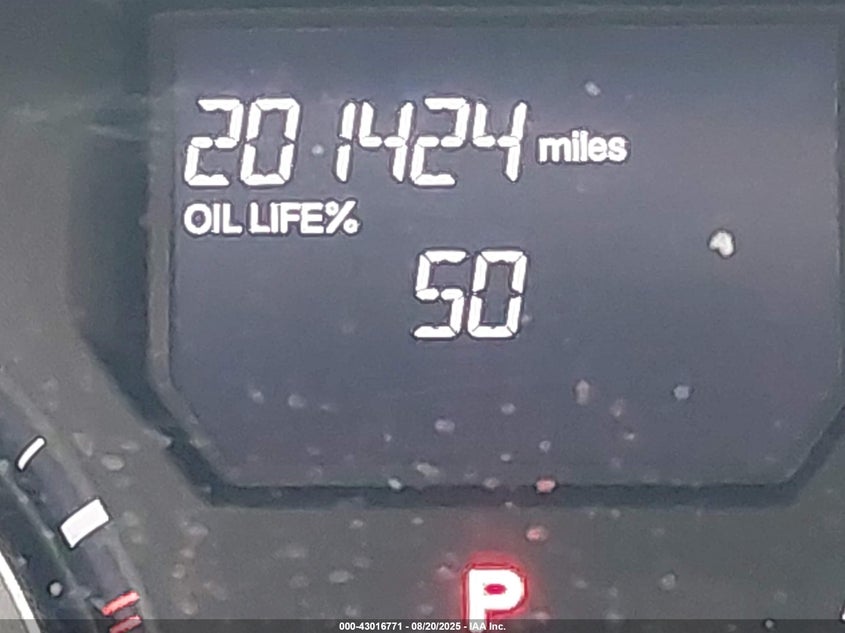 201424 miles
OIL LIFE%
50
P
000-43016771 - 08/20/2025 - IAA Inc.